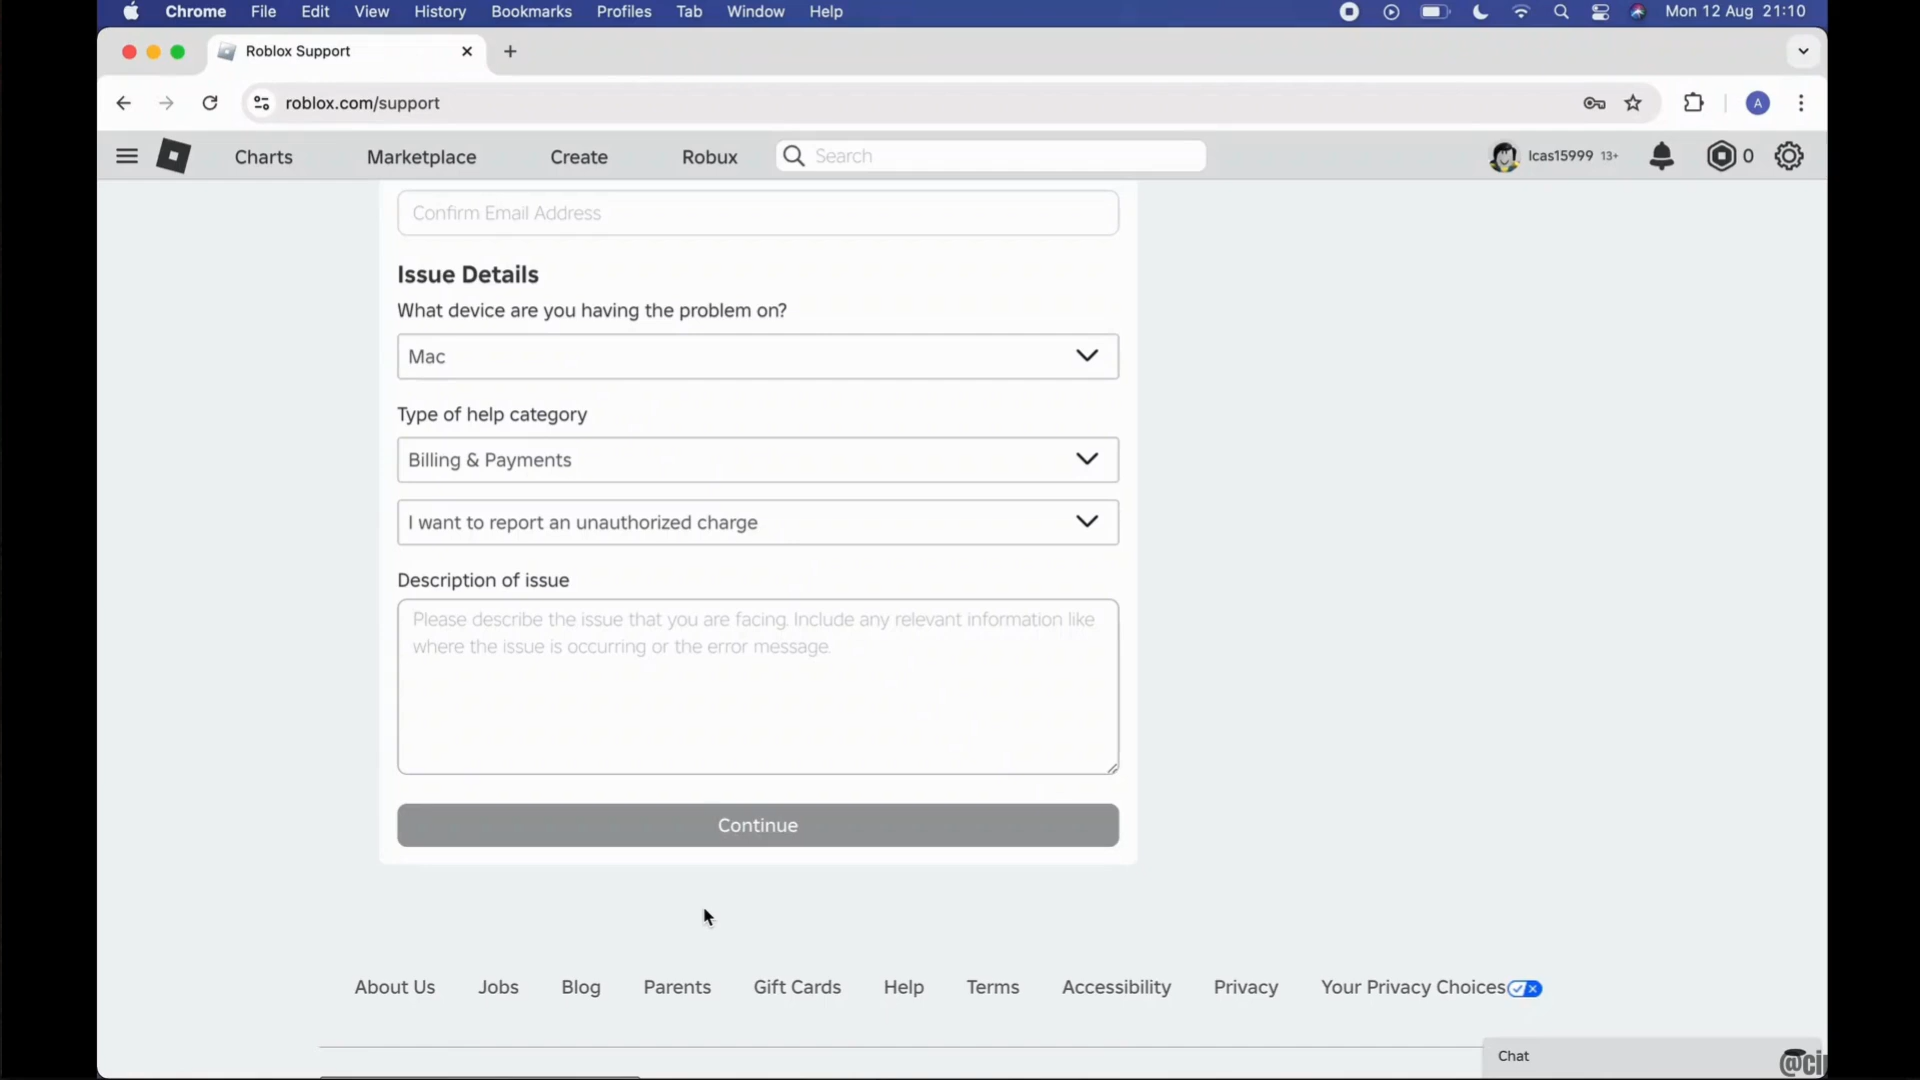 Chrome File Edit View History Bookmarks Profiles Tab Window Help Mon 12 Aug 21:10
Roblox Support
roblox.com/support
A
Charts Marketplace Create Robux Search lcas15999 13+ 0
Confirm Email Address
Issue Details
What device are you having the problem on?
Mac
Type of help category
Billing & Payments
I want to report an unauthorized charge
Description of issue
Please describe the issue that you are facing. Include any relevant information like
where the issue is occurring or the error message.
Continue
About Us Jobs Blog Parents Gift Cards Help Terms Accessibility Privacy Your Privacy Choices
Chat